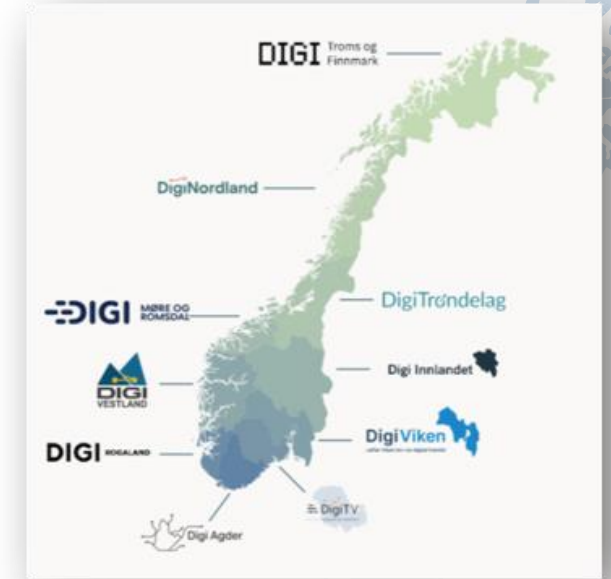 DIGI Troms og
Finnmark
DigiNordland
DigiTrøndelag
DIGI MØRE OG
ROMSDAL
Digi Innlandet
DIGI
VESTLAND
DigiViken
DIGI ROGALAND
DigiTV
Digi Agder